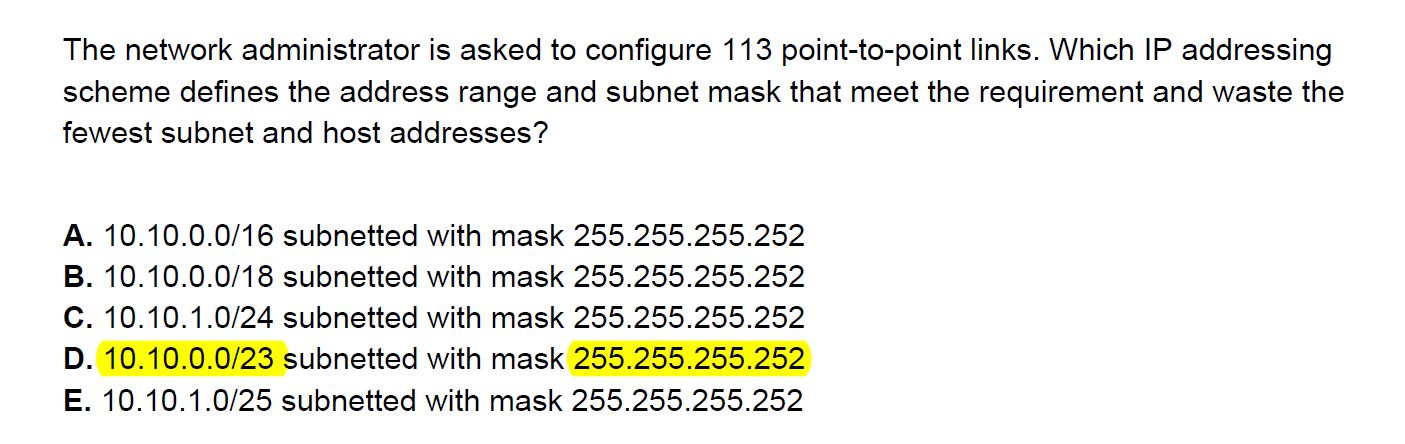 The network administrator is asked to configure 113 point-to-point links. Which IP addressing
scheme defines the address range and subnet mask that meet the requirement and waste the
fewest subnet and host addresses?
A. 10.10.0.0/16 subnetted with mask 255.255.255.252
B. 10.10.0.0/18 subnetted with mask 255.255.255.252
C. 10.10.1.0/24 subnetted with mask 255.255.255.252
D. 10.10.0.0/23 subnetted with mask 255.255.255.252
E. 10.10.1.0/25 subnetted with mask 255.255.255.252